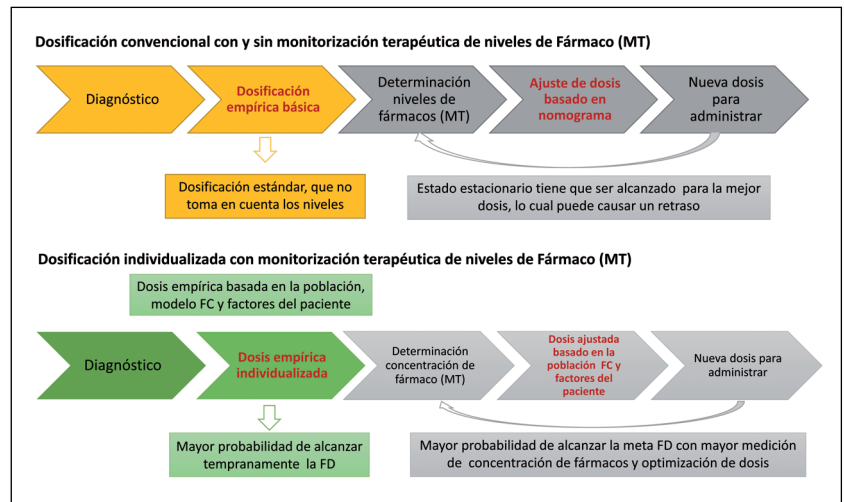 Dosificación convencional con y sin monitorización terapéutica de niveles de Fármaco (MT)
Diagnóstico
Dosificación
empírica básica
Determinación
niveles de
fármacos (MT)
Ajuste de dosis
basado en
nomograma
Nueva dosis
para
administrar
Dosificación estándar, que no
toma en cuenta los niveles
Estado estacionario tiene que ser alcanzado para la mejor
dosis, lo cual puede causar un retraso
Dosificación individualizada con monitorización terapéutica de niveles de Fármaco (MT)
Dosis empírica basada en la población,
modelo FC y factores del paciente
Diagnóstico
Dosis empírica
individualizada
Determinación
concentración de
fármaco (MT)
Dosis ajustada
basado en la
población FC y
factores del
paciente
Nueva dosis para
administrar
Mayor probabilidad de alcanzar
tempranamente la FD
Mayor probabilidad de alcanzar la meta FD con mayor medición
de concentración de fármacos y optimización de dosis